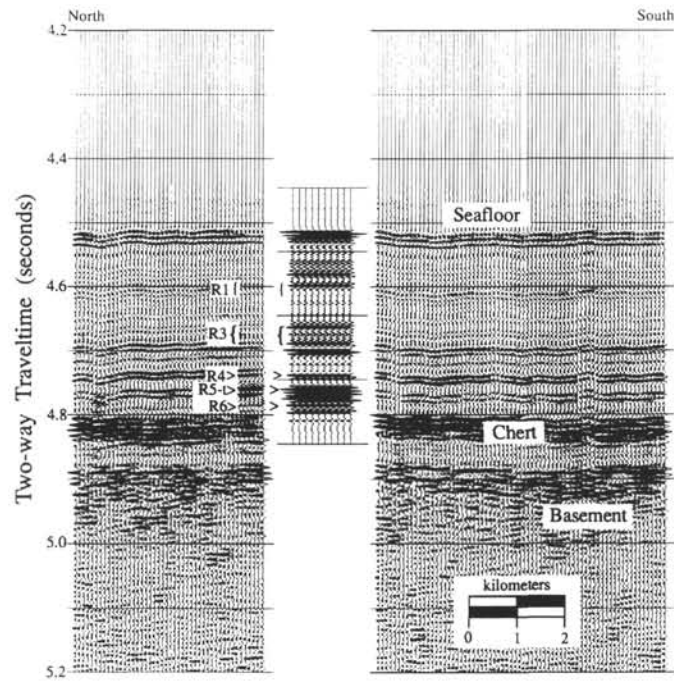 North
South
4.2
4.4
Seafloor
4.6
R1{
{
R3{
{
R4>
>
R5-l>
>
R6>
>
4.8
Chert
Basement
5.0
kilometers
0 1 2
5.2
Two-way Traveltime (seconds)